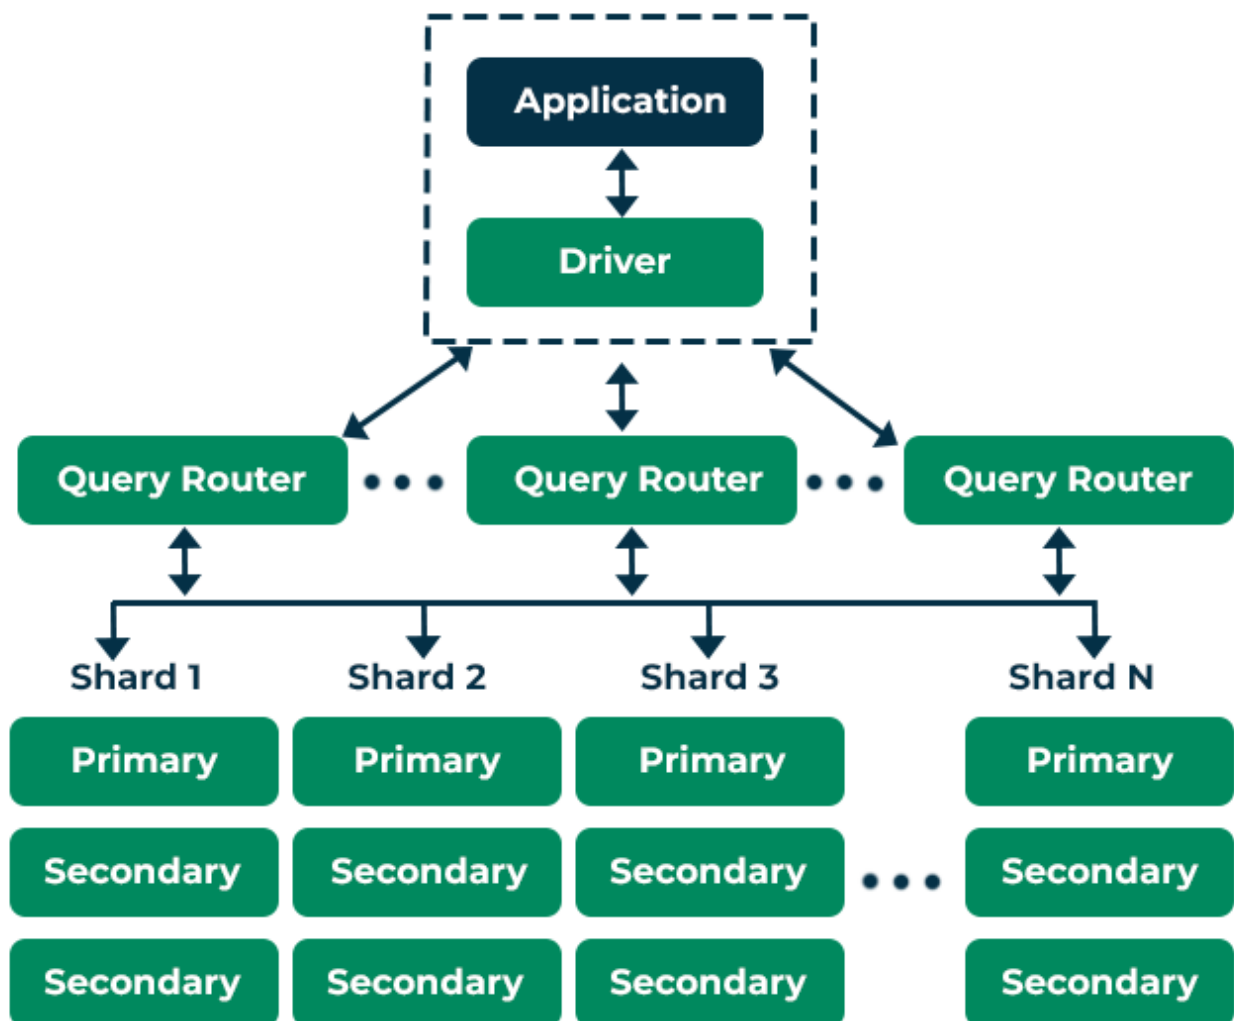 Application
Driver
Query Router
Query Router
Query Router
Shard 1
Shard 2
Shard 3
Shard N
Primary
Primary
Primary
Primary
Secondary
Secondary
Secondary
Secondary
Secondary
Secondary
Secondary
Secondary